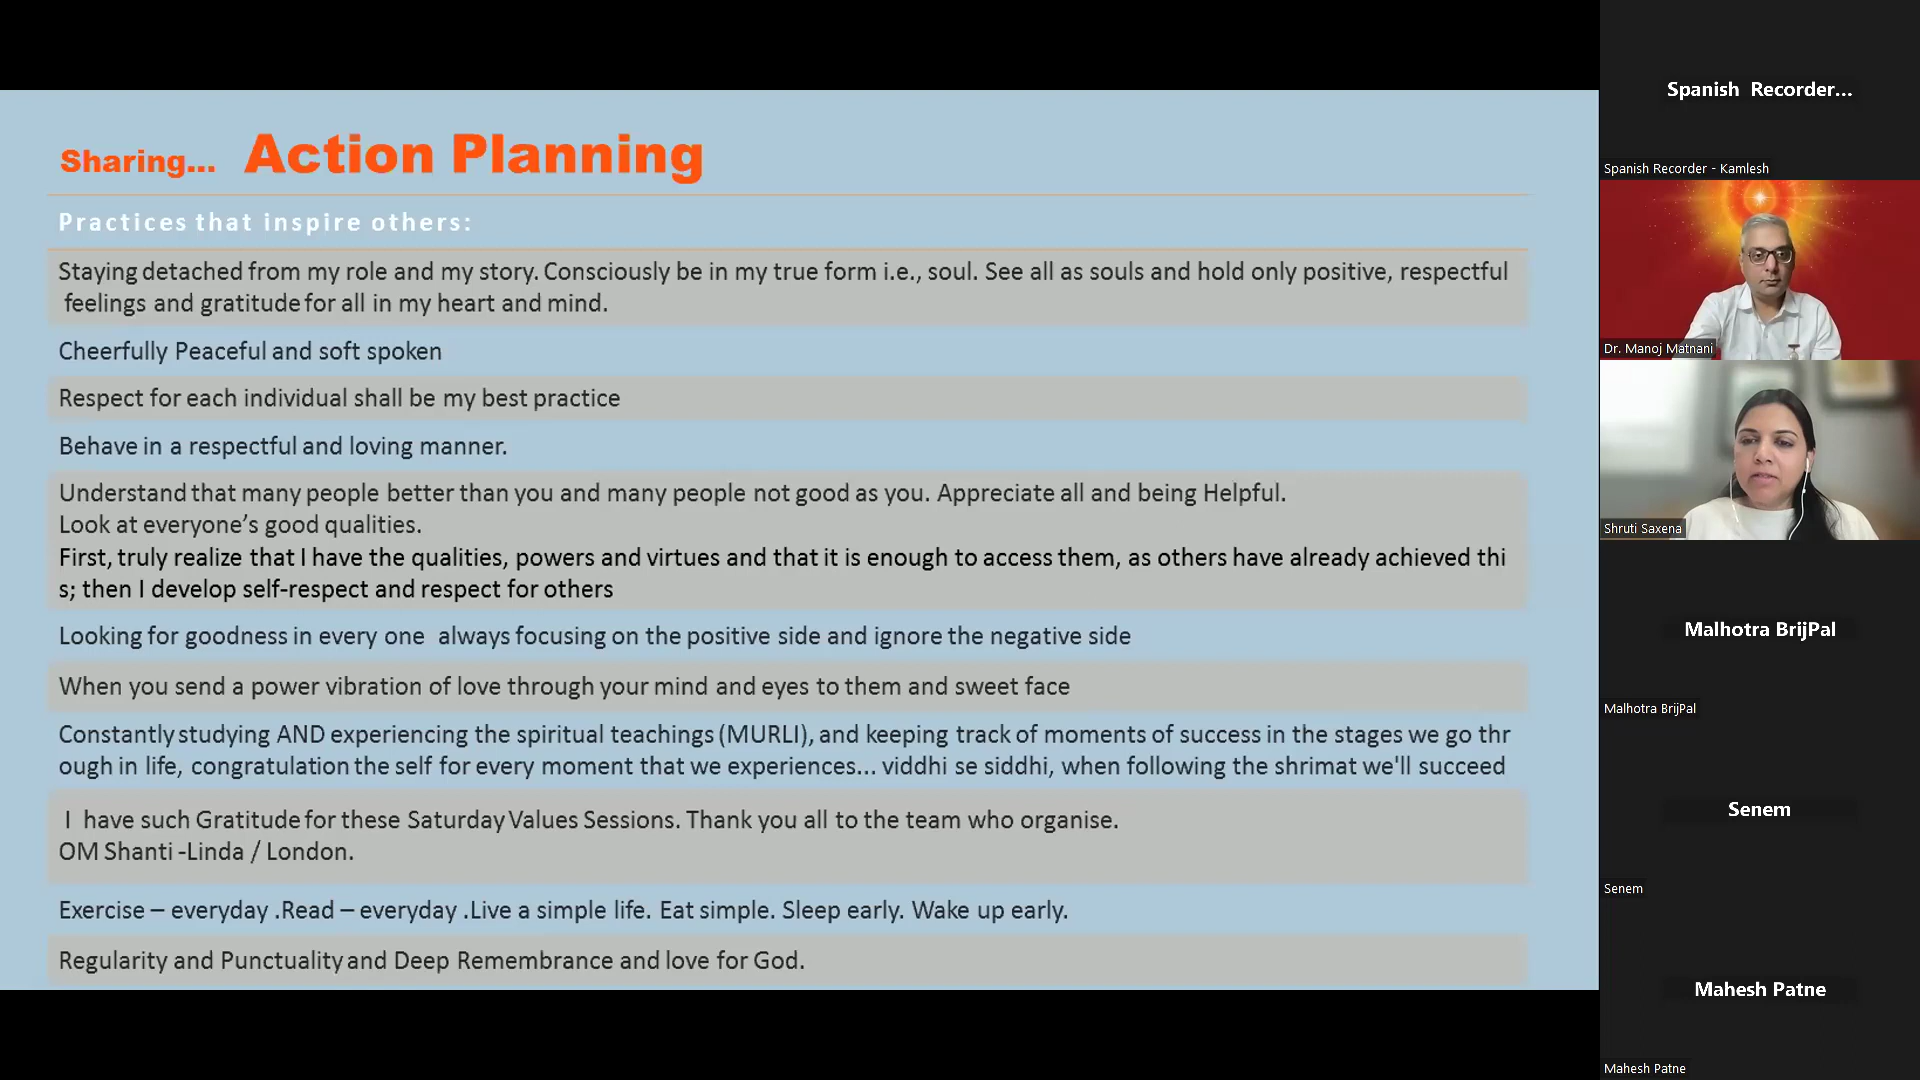 Sharing... Action Planning
Practices that inspire others:
Staying detached from my role and my story. Consciously be in my true form i.e., soul. See all as souls and hold only positive, respectful
feelings and gratitude for all in my heart and mind.
Cheerfully Peaceful and soft spoken
Respect for each individual shall be my best practice
Behave in a respectful and loving manner.
Understand that many people better than you and many people not good as you. Appreciate all and being Helpful.
Look at everyone’s good qualities.
First, truly realize that I have the qualities, powers and virtues and that it is enough to access them, as others have already achieved thi
s; then I develop self-respect and respect for others
Looking for goodness in every one always focusing on the positive side and ignore the negative side
When you send a power vibration of love through your mind and eyes to them and sweet face
Constantly studying AND experiencing the spiritual teachings (MURLI), and keeping track of moments of success in the stages we go thr
ough in life, congratulation the self for every moment that we experiences... viddhi se siddhi, when following the shrimat we'll succeed
I have such Gratitude for these Saturday Values Sessions. Thank you all to the team who organise.
OM Shanti -Linda / London.
Exercise – everyday .Read – everyday .Live a simple life. Eat simple. Sleep early. Wake up early.
Regularity and Punctuality and Deep Remembrance and love for God.
Spanish Recorder...
Spanish Recorder - Kamlesh
Dr. Manoj Matnani
Shruti Saxena
Malhotra BrijPal
Malhotra BrijPal
Senem
Senem
Mahesh Patne
Mahesh Patne